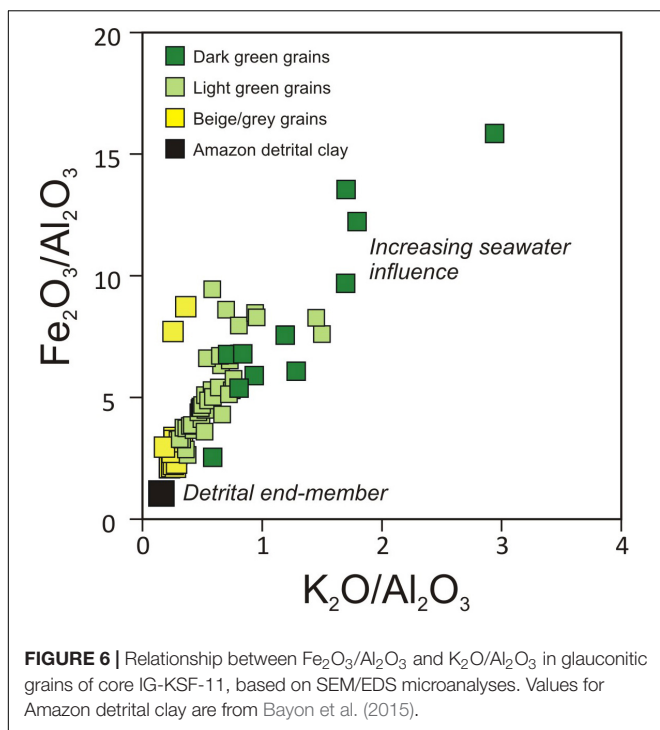 20
15
10
5
0
Fe₂O₃/Al₂O₃
Dark green grains
Light green grains
Beige/grey grains
Amazon detrital clay
Increasing seawater
influence
Detrital end-member
0 1 2 3 4
K₂O/Al₂O₃
FIGURE 6 | Relationship between Fe₂O₃/Al₂O₃ and K₂O/Al₂O₃ in glauconitic
grains of core IG-KSF-11, based on SEM/EDS microanalyses. Values for
Amazon detrital clay are from Bayon et al. (2015).